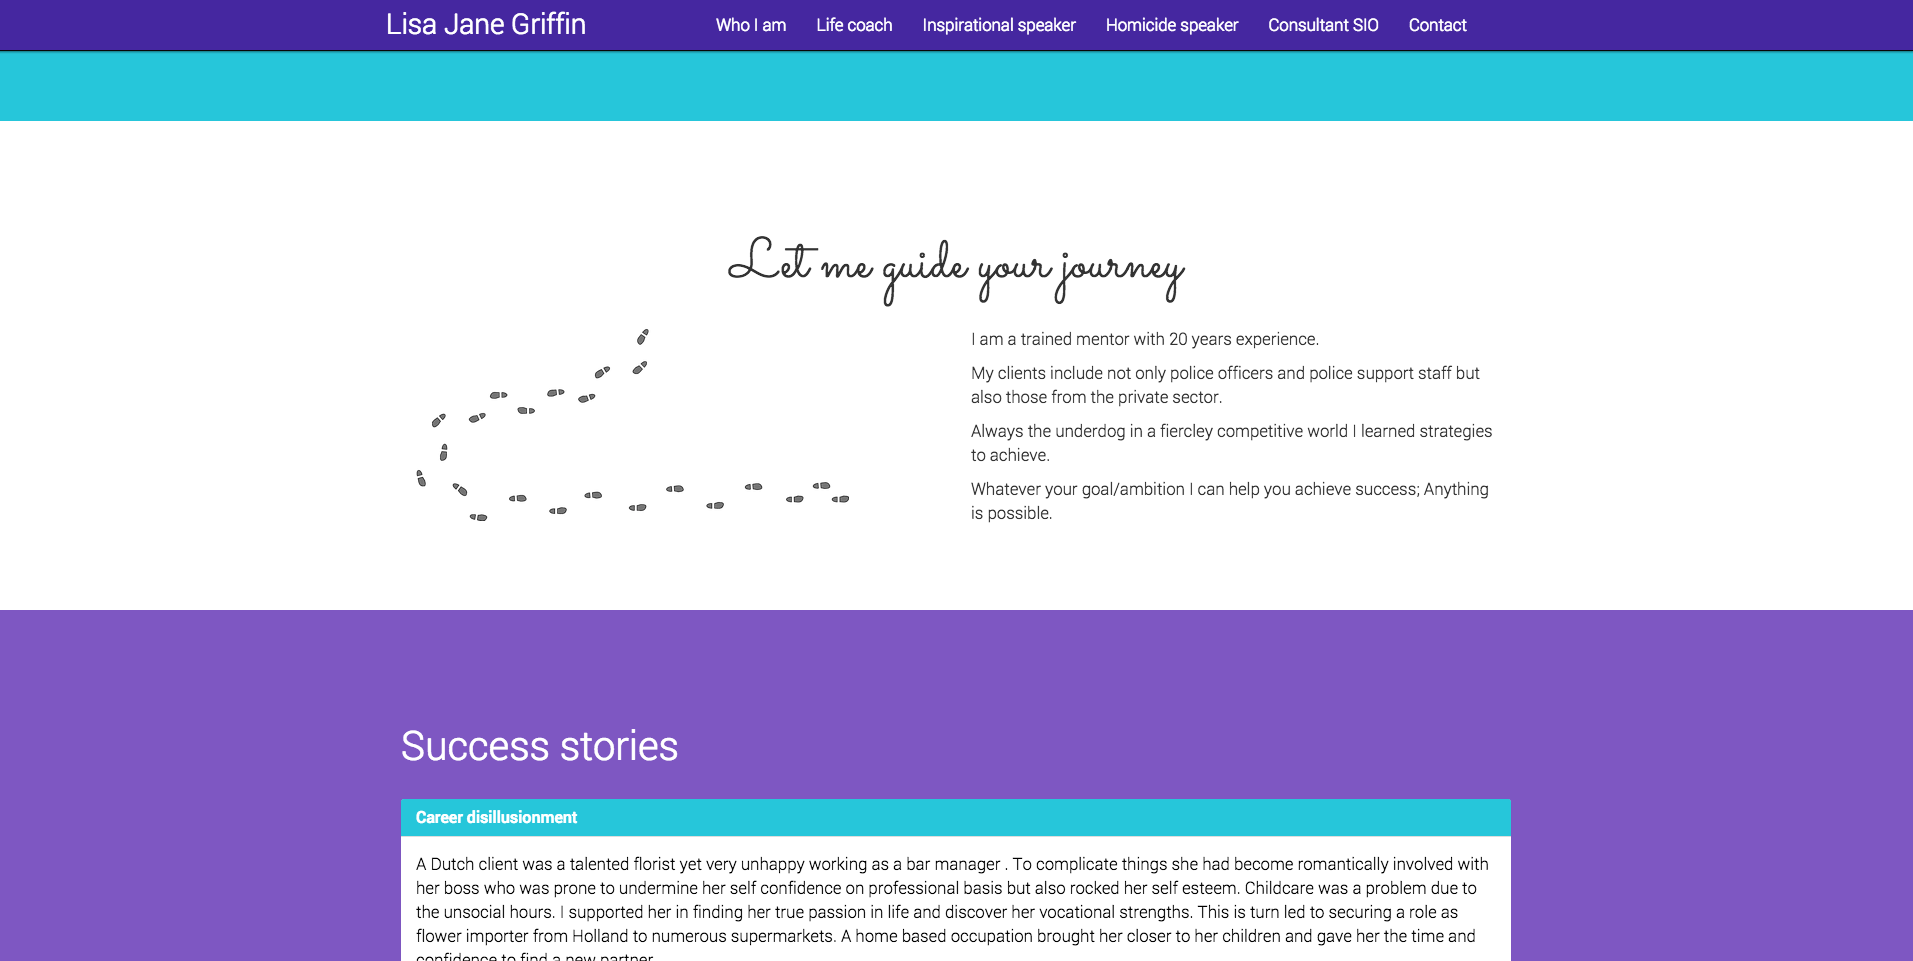 Lisa Jane Griffin
Who I am
Life coach
Inspirational speaker
Homicide speaker
Consultant SIO
Contact
Let me guide your journey
I am a trained mentor with 20 years experience.
My clients include not only police officers and police support staff but
also those from the private sector.
Always the underdog in a fiercley competitive world I learned strategies
to achieve.
Whatever your goal/ambition I can help you achieve success; Anything
is possible.
Success stories
Career disillusionment
A Dutch client was a talented florist yet very unhappy working as a bar manager . To complicate things she had become romantically involved with
her boss who was prone to undermine her self confidence on professional basis but also rocked her self esteem. Childcare was a problem due to
the unsocial hours. I supported her in finding her true passion in life and discover her vocational strengths. This is turn led to securing a role as
flower importer from Holland to numerous supermarkets. A home based occupation brought her closer to her children and gave her the time and
confidence to find a new partner